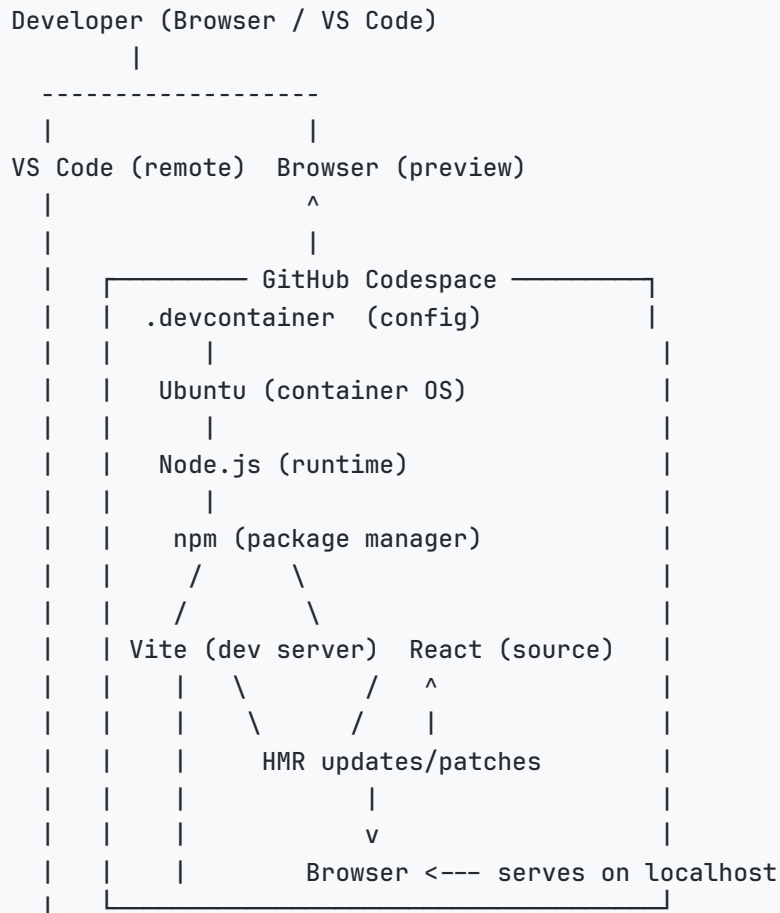 Developer (Browser / VS Code)
VS Code (remote)  Browser (preview)
GitHub Codespace
.devcontainer  (config)
Ubuntu (container OS)
Node.js (runtime)
npm (package manager)
Vite (dev server)  React (source)
HMR updates/patches
Browser <--- serves on localhost